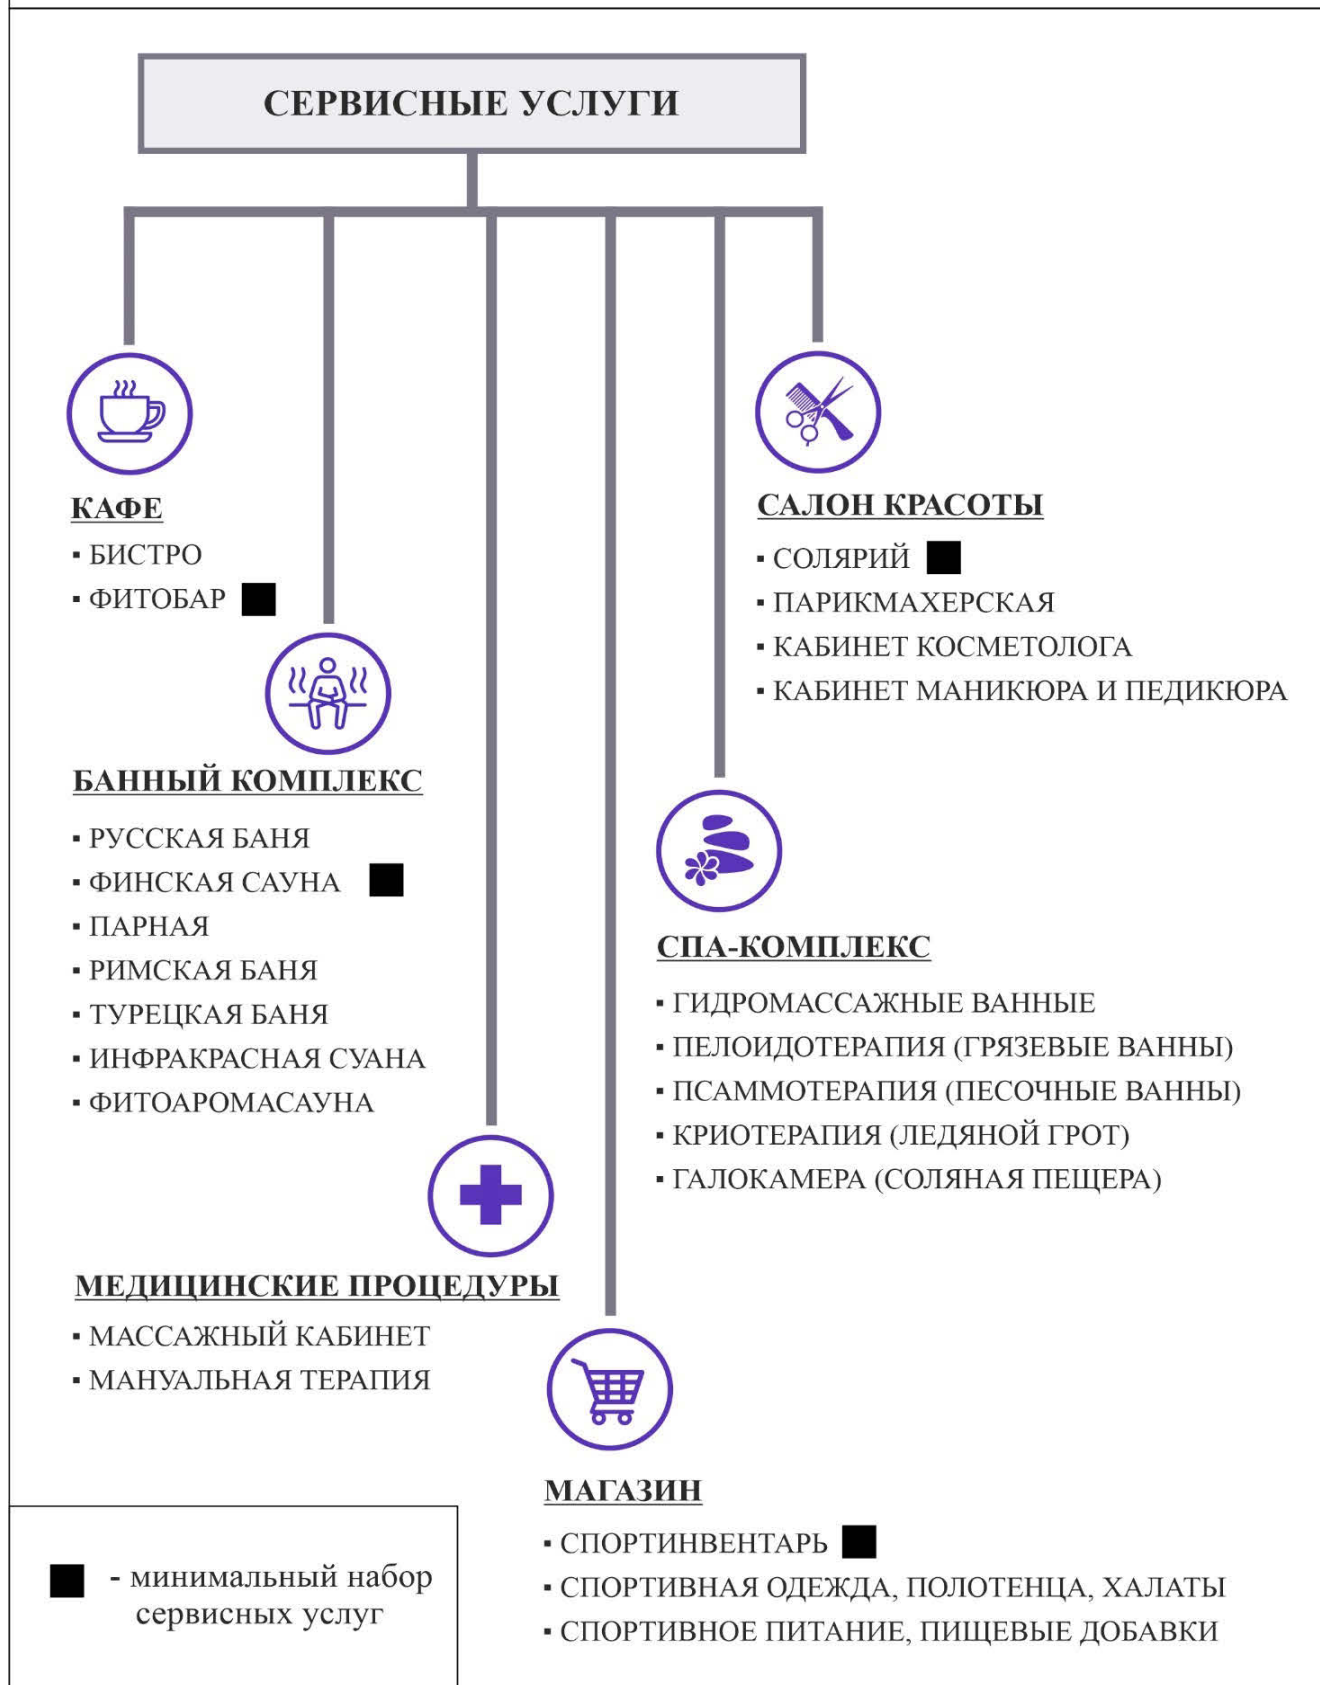 СЕРВИСНЫЕ УСЛУГИ
КАФЕ
▪ БИСТРО
▪ ФИТОБАР
БАННЫЙ КОМПЛЕКС
▪ РУССКАЯ БАНЯ
▪ ФИНСКАЯ САУНА
▪ ПАРНАЯ
▪ РИМСКАЯ БАНЯ
▪ ТУРЕЦКАЯ БАНЯ
▪ ИНФРАКРАСНАЯ СУАНА
▪ ФИТОАРОМАСАУНА
МЕДИЦИНСКИЕ ПРОЦЕДУРЫ
▪ МАССАЖНЫЙ КАБИНЕТ
▪ МАНУАЛЬНАЯ ТЕРАПИЯ
МАГАЗИН
▪ СПОРТИНВЕНТАРЬ
▪ СПОРТИВНАЯ ОДЕЖДА, ПОЛОТЕНЦА, ХАЛАТЫ
▪ СПОРТИВНОЕ ПИТАНИЕ, ПИЩЕВЫЕ ДОБАВКИ
СПА-КОМПЛЕКС
▪ ГИДРОМАССАЖНЫЕ ВАННЫЕ
▪ ПЕЛОИДОТЕРАПИЯ (ГРЯЗЕВЫЕ ВАННЫ)
▪ ПСАММОТЕРАПИЯ (ПЕСОЧНЫЕ ВАННЫ)
▪ КРИОТЕРАПИЯ (ЛЕДЯНОЙ ГРОТ)
▪ ГАЛОКАМЕРА (СОЛЯНАЯ ПЕЩЕРА)
САЛОН КРАСОТЫ
▪ СОЛЯРИЙ
▪ ПАРИКМАХЕРСКАЯ
▪ КАБИНЕТ КОСМЕТОЛОГА
▪ КАБИНЕТ МАНИКЮРА И ПЕДИКЮРА
- минимальный набор
сервисных услуг